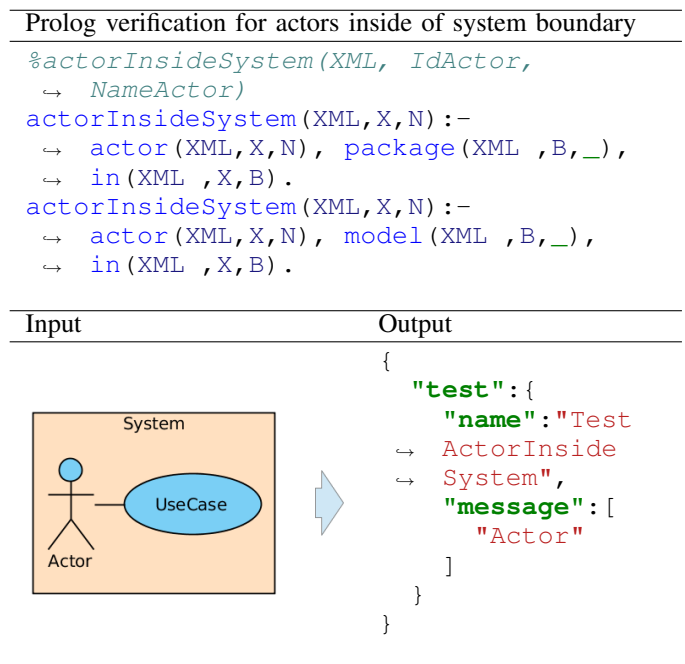 Prolog verification for actors inside of system boundary
%actorInsideSystem(XML, IdActor,
↪ NameActor)
actorInsideSystem(XML,X,N):-
↪ actor(XML,X,N), package(XML ,B,_),
↪ in(XML ,X,B).
actorInsideSystem(XML,X,N):-
↪ actor(XML,X,N), model(XML ,B,_),
↪ in(XML ,X,B).
Input
System
UseCase
Actor
Output
{
"test":{
"name":"Test
↪ ActorInside
↪ System",
"message":[
"Actor"
]
}
}